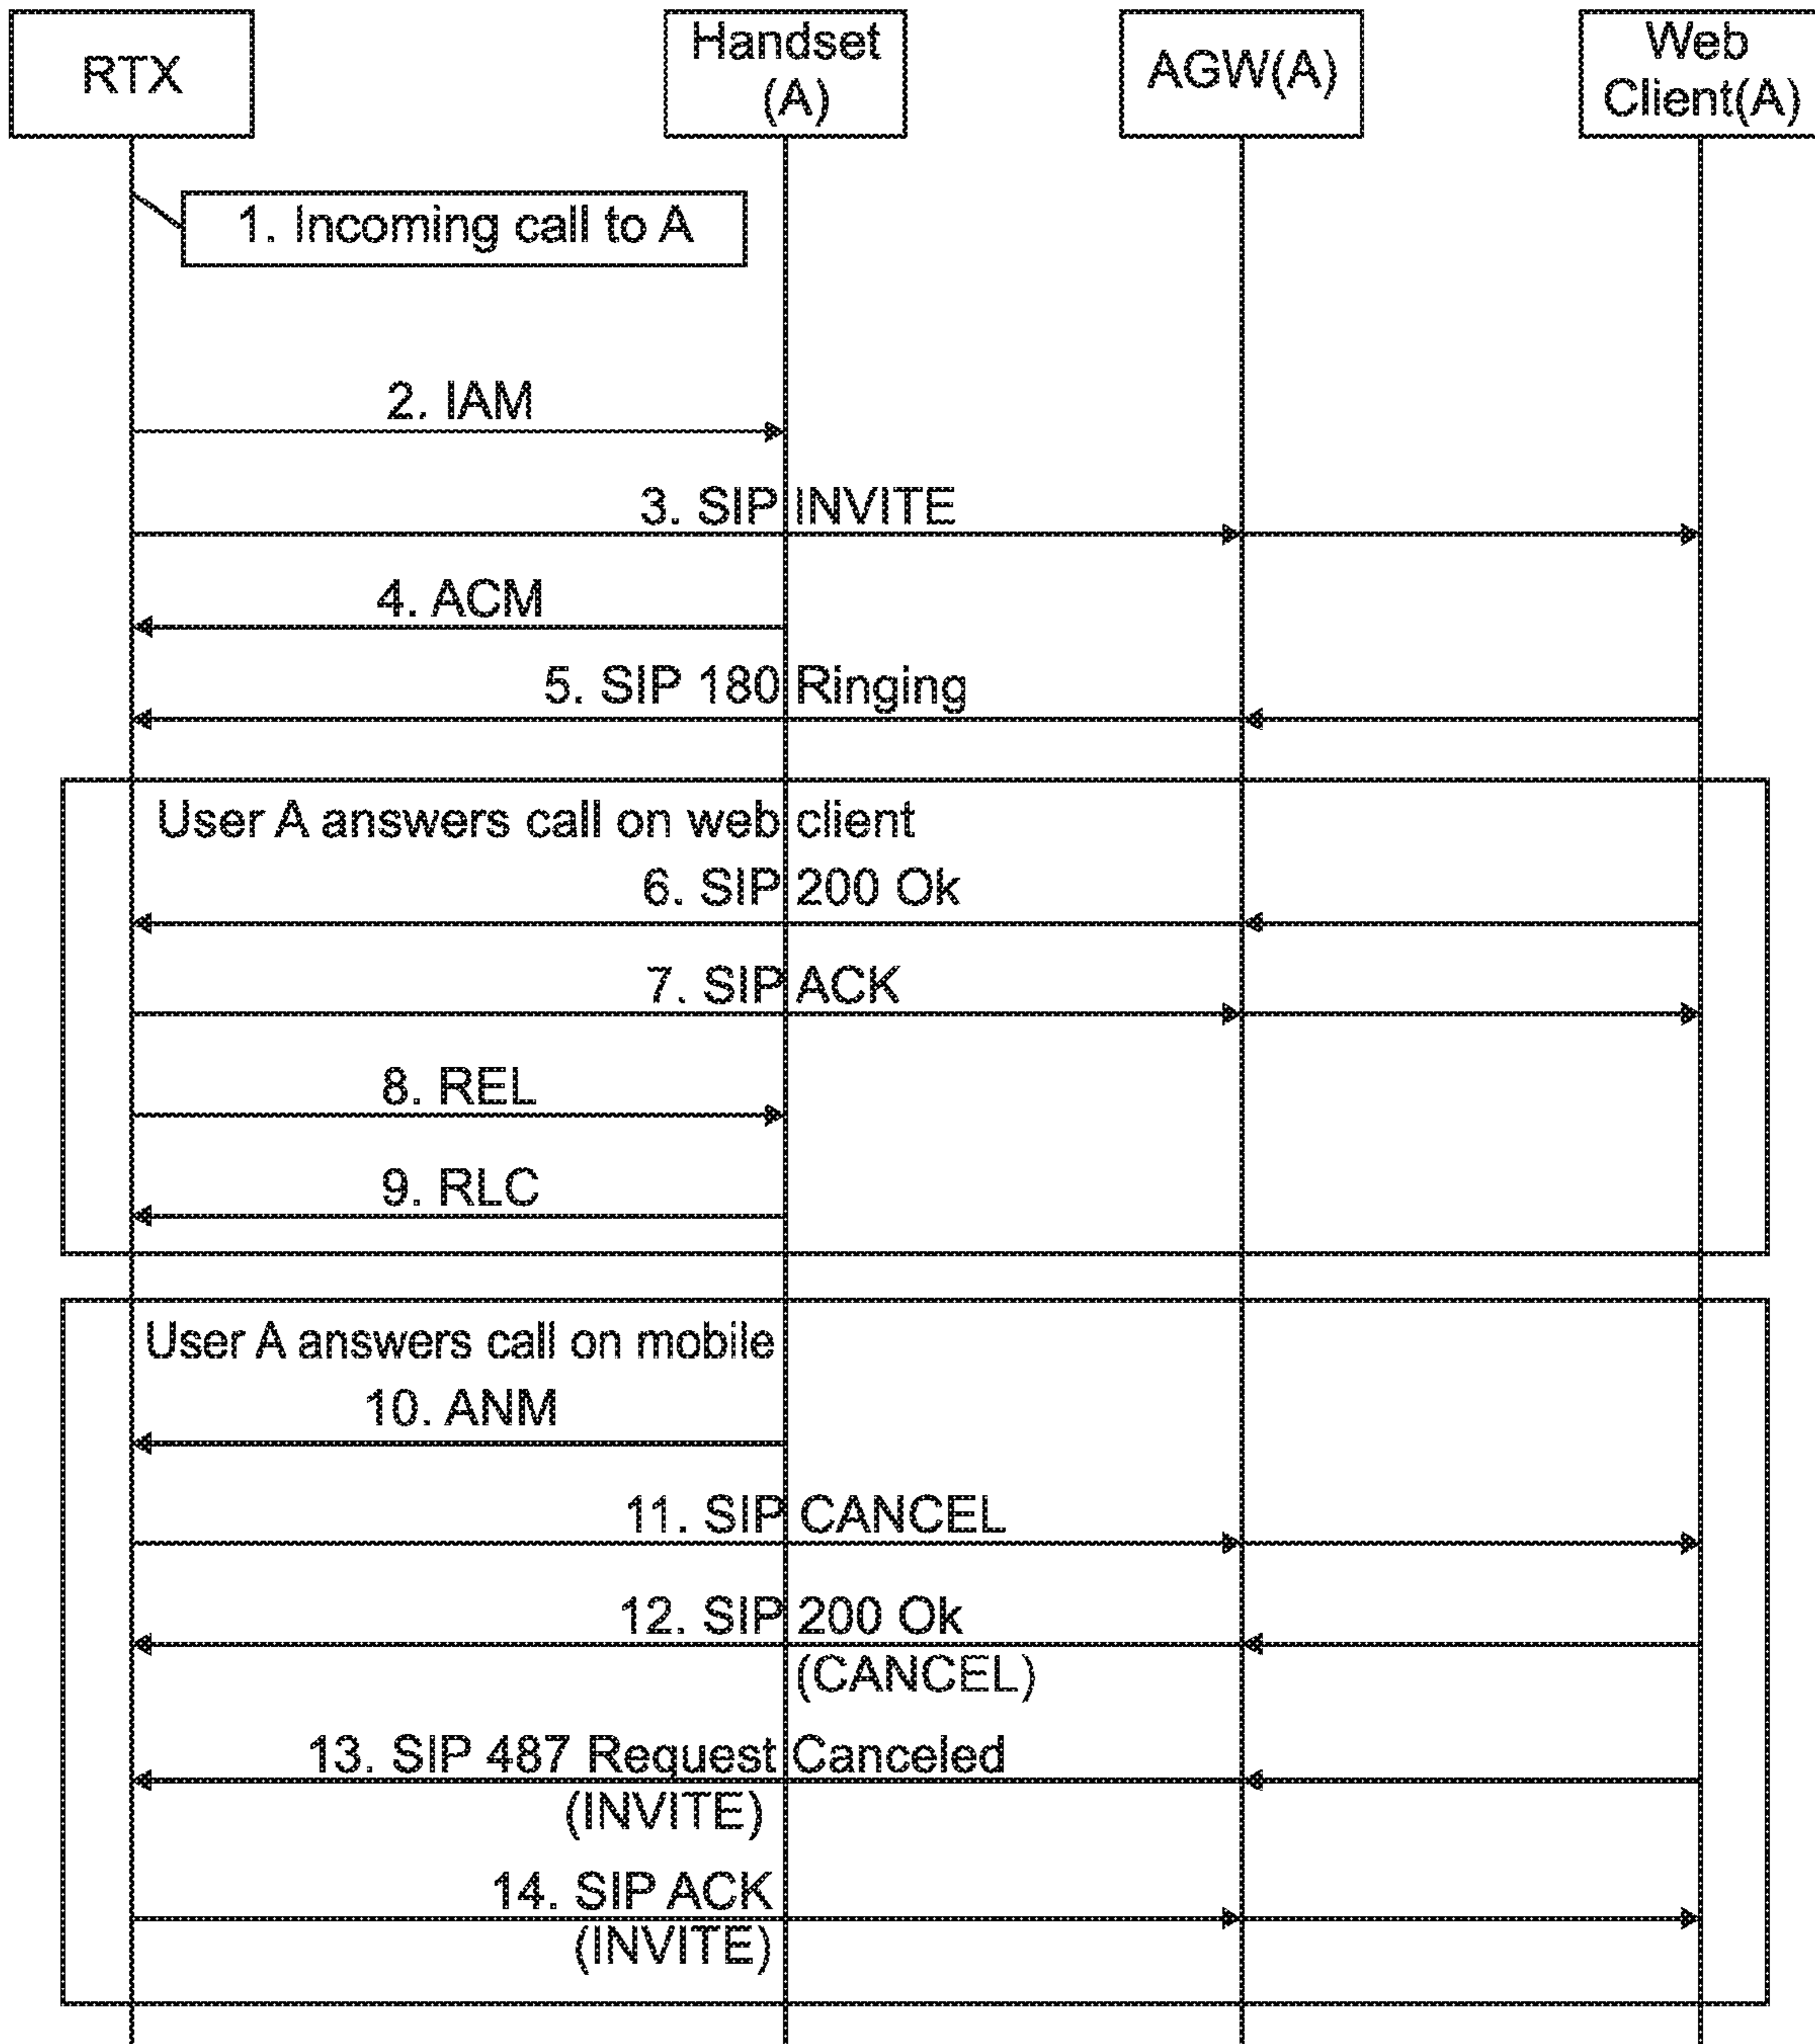 RTX
Handset
(A)
AGW(A)
Web
Client(A)
1. Incoming call to A
2. IAM
3. SIP INVITE
4. ACM
5. SIP 180 Ringing
User A answers call on web client
6. SIP 200 Ok
7. SIP ACK
8. REL
9. RLC
User A answers call on mobile
10. ANM
11. SIP CANCEL
12. SIP 200 Ok
(CANCEL)
13. SIP 487 Request Canceled
(INVITE)
14. SIP ACK
(INVITE)